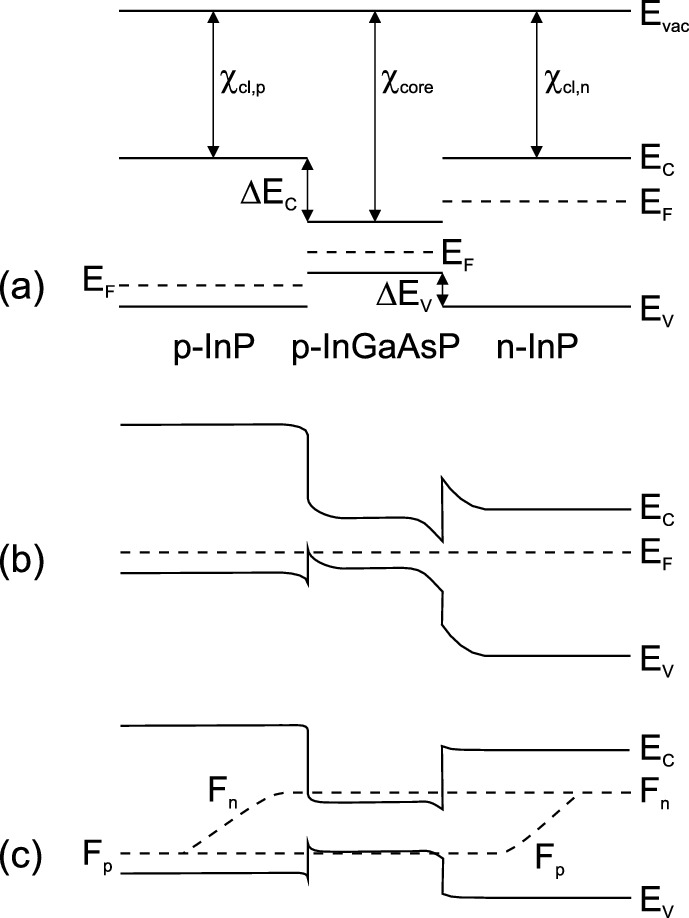 E_vac
χ_cl,p χ_core χ_cl,n
E_C
ΔE_C
E_F
E_F
(a) E_F ΔE_V
E_V
p-InP p-InGaAsP n-InP
E_C
(b) E_F
E_V
E_C
F_n F_n
(c) F_p F_p
E_V